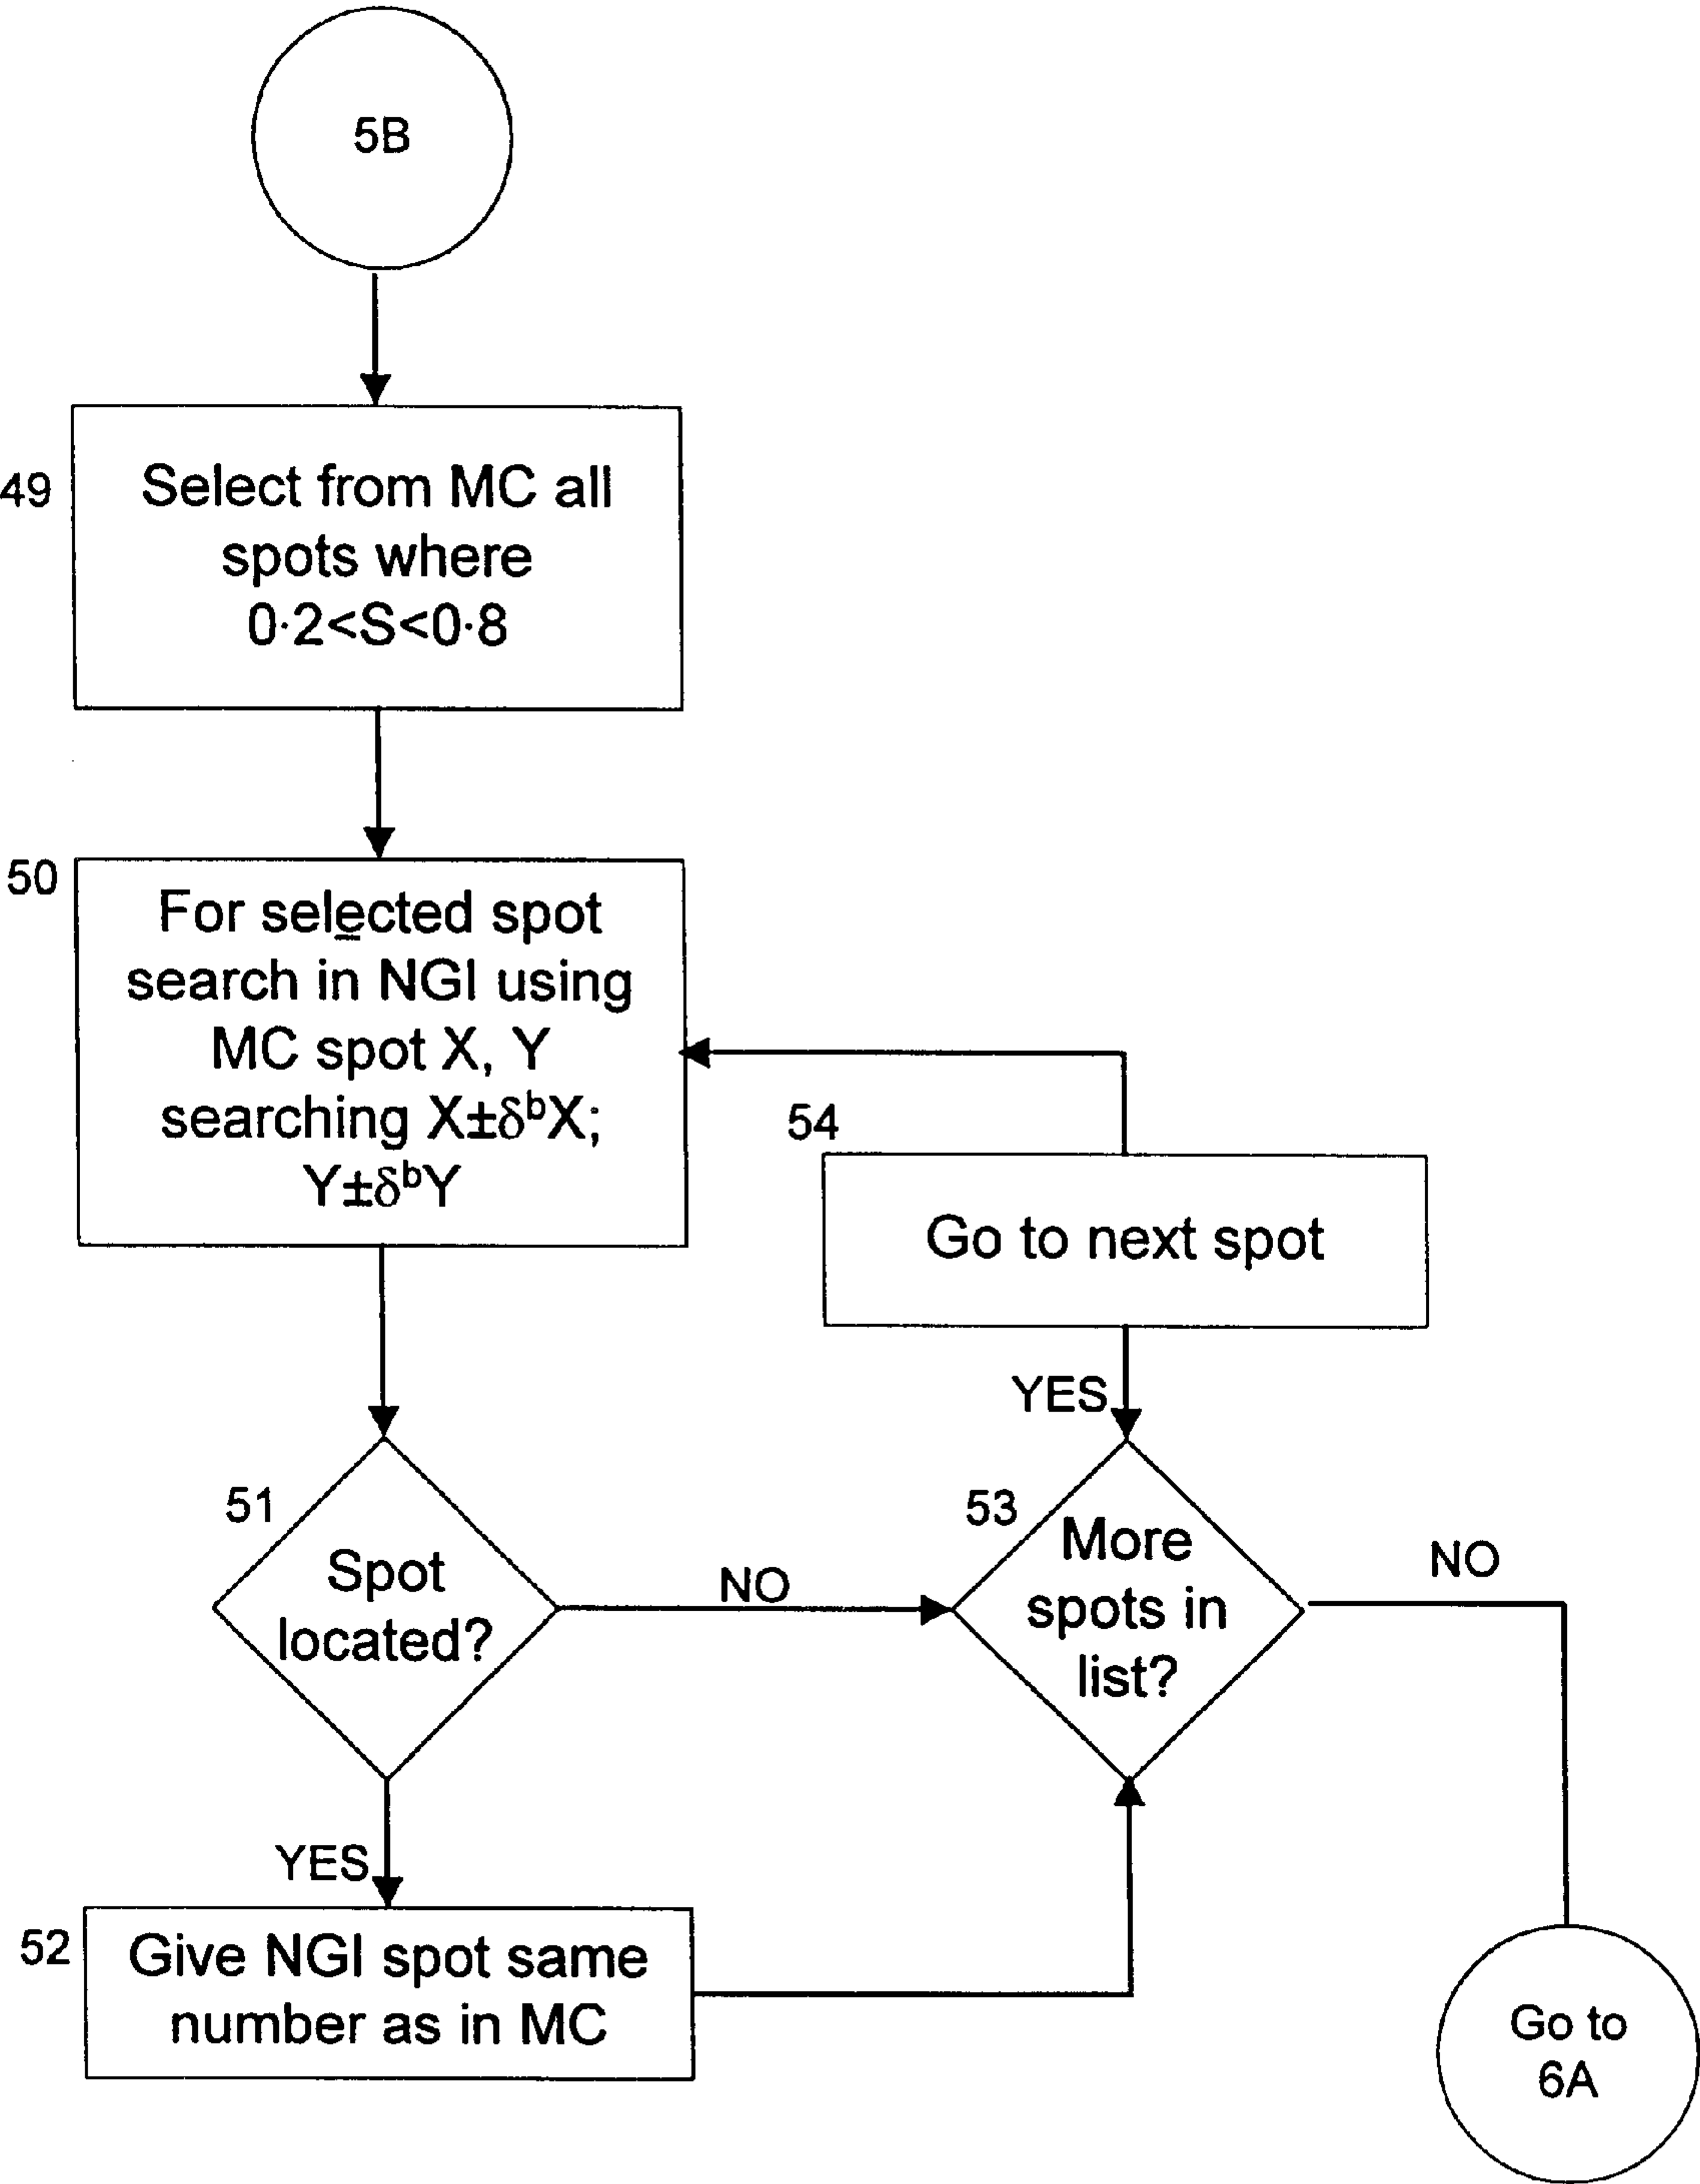 5B
49
Select from MC all
spots where
0·2<S<0·8
50
For selected spot
search in NGI using
MC spot X, Y
searching X±δᵇX;
Y±δᵇY
54
Go to next spot
YES
51
Spot
located?
NO
53
More
spots in
list?
NO
YES
52
Give NGI spot same
number as in MC
Go to
6A